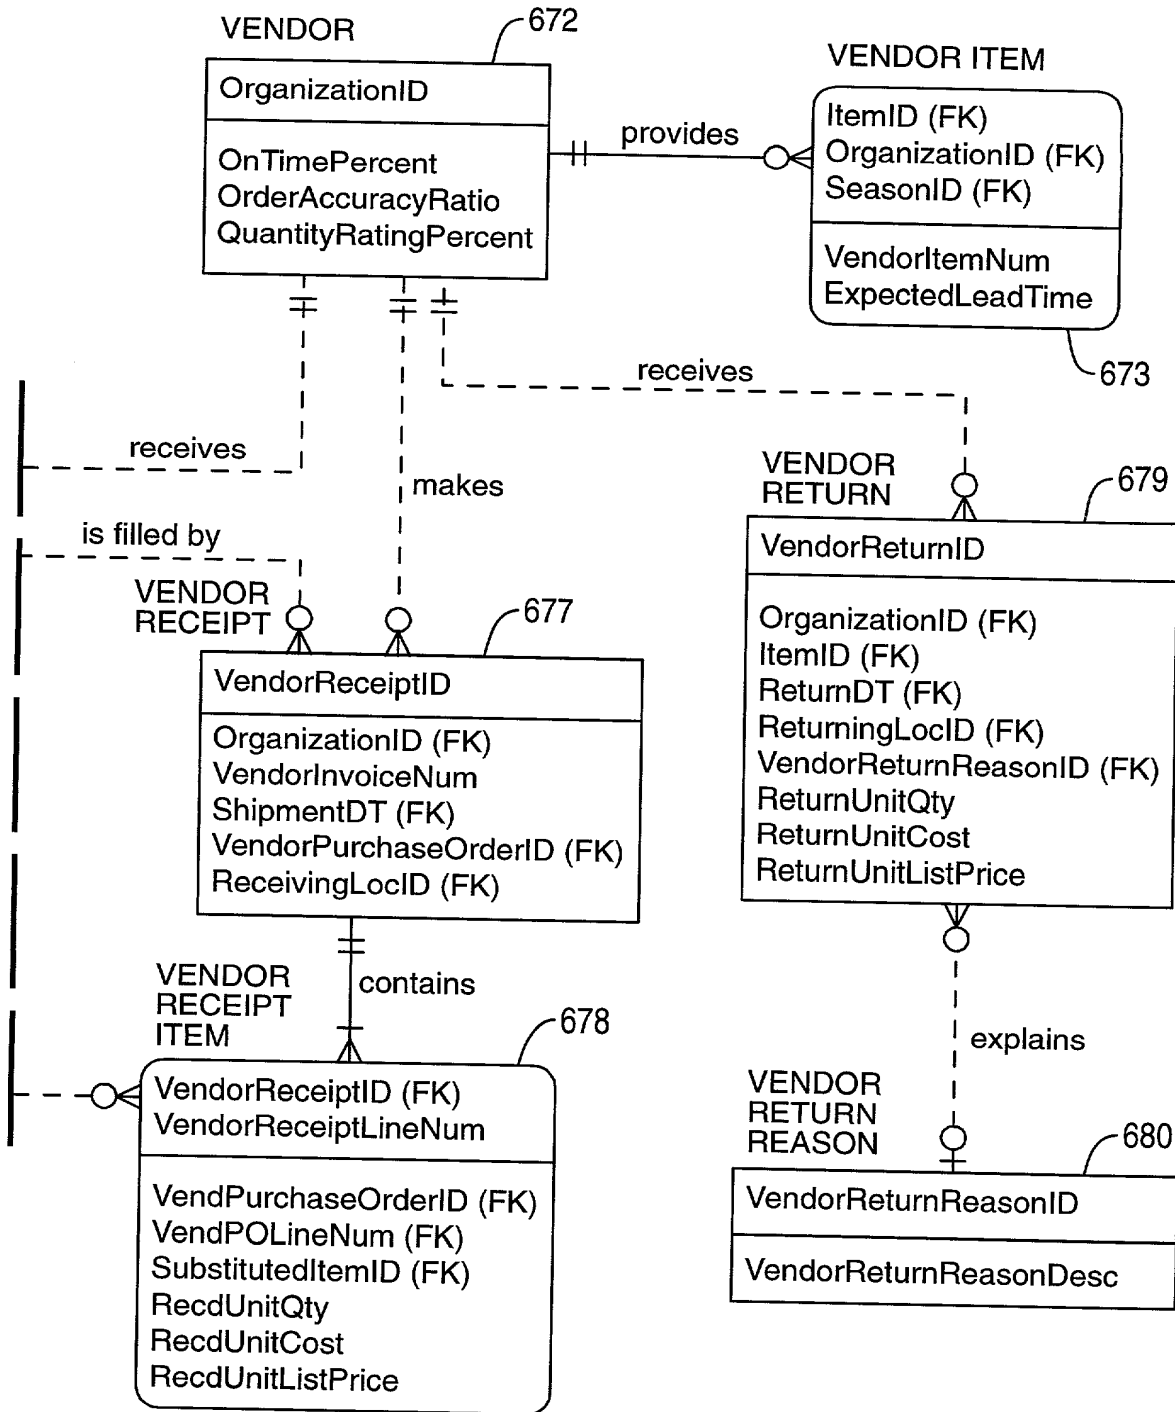 VENDOR
672
OrganizationID
OnTimePercent
OrderAccuracyRatio
QuantityRatingPercent
provides
VENDOR ITEM
ItemID (FK)
OrganizationID (FK)
SeasonID (FK)
VendorItemNum
ExpectedLeadTime
673
receives
receives
makes
is filled by
VENDOR
RECEIPT
677
VendorReceiptID
OrganizationID (FK)
VendorInvoiceNum
ShipmentDT (FK)
VendorPurchaseOrderID (FK)
ReceivingLocID (FK)
VENDOR
RETURN
679
VendorReturnID
OrganizationID (FK)
ItemID (FK)
ReturnDT (FK)
ReturningLocID (FK)
VendorReturnReasonID (FK)
ReturnUnitQty
ReturnUnitCost
ReturnUnitListPrice
contains
VENDOR
RECEIPT
ITEM
678
VendorReceiptID (FK)
VendorReceiptLineNum
VendPurchaseOrderID (FK)
VendPOLineNum (FK)
SubstitutedItemID (FK)
RecdUnitQty
RecdUnitCost
RecdUnitListPrice
explains
VENDOR
RETURN
REASON
680
VendorReturnReasonID
VendorReturnReasonDesc